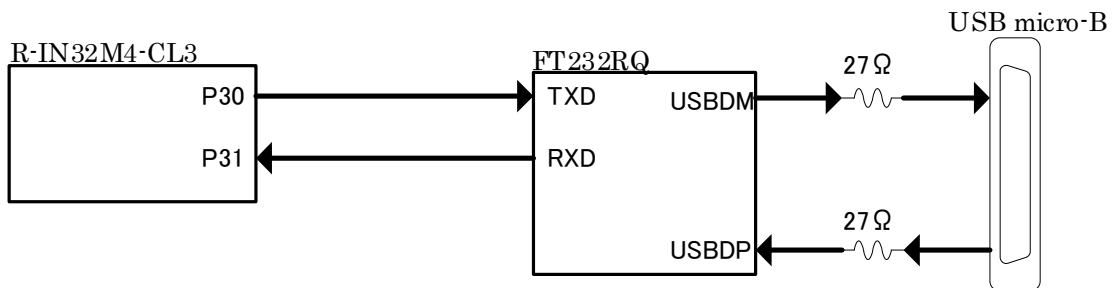 USB micro-B
R-IN32M4-CL3
FT232RQ
27Ω
P30
TXD
USBDM
P31
RXD
27Ω
USBDP